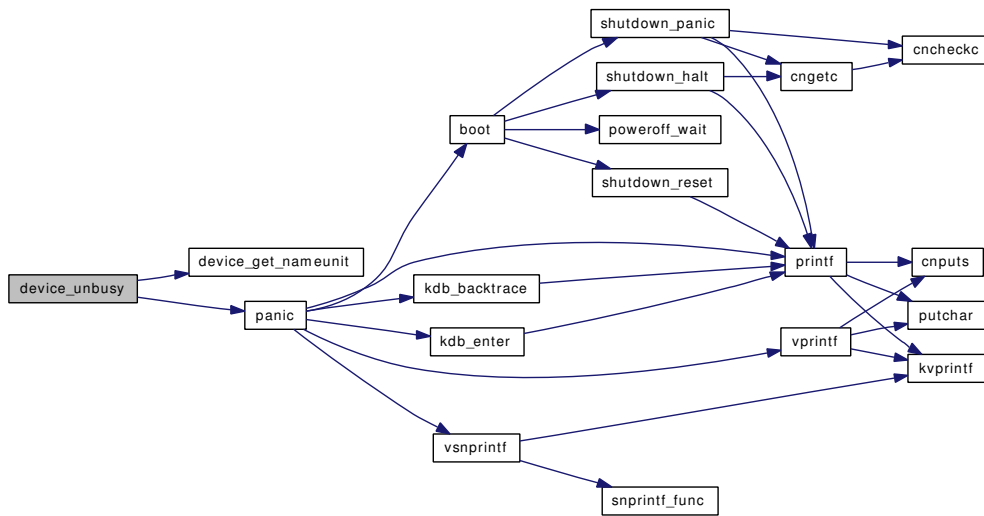 shutdown_panic
cncheckc
shutdown_halt
cngetc
boot
poweroff_wait
shutdown_reset
device_get_nameunit
printf
cnputs
device_unbusy
kdb_backtrace
panic
putchar
kdb_enter
vprintf
kvprintf
vsnprintf
snprintf_func